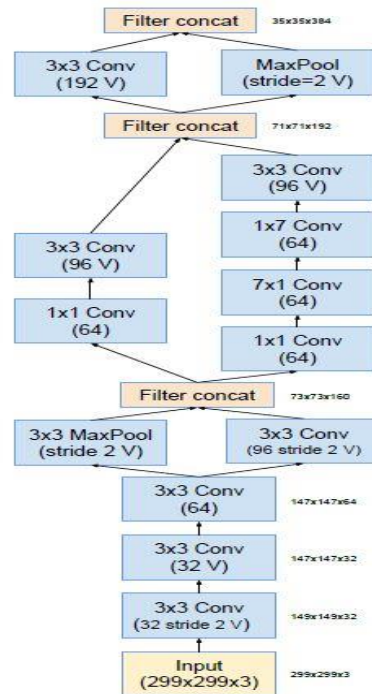 Filter concat 35x35x384
3x3 Conv MaxPool
(192 V) (stride=2 V)
Filter concat 71x71x192
3x3 Conv
(96 V)
1x7 Conv
(64)
3x3 Conv
(96 V)
7x1 Conv
(64)
1x1 Conv
(64)
1x1 Conv
(64)
Filter concat 73x73x160
3x3 MaxPool 3x3 Conv
(stride 2 V) (96 stride 2 V)
3x3 Conv
(64) 147x147x64
3x3 Conv
(32 V) 147x147x32
3x3 Conv
(32 stride 2 V) 149x149x32
Input
(299x299x3) 299x299x3